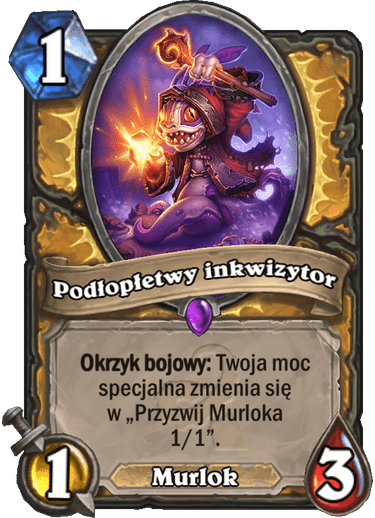 1
Podłopłetwy inkwizytor
Okrzyk bojowy: Twoja moc
specjalna zmienia się
w „Przyzwij Murloka
1/1”.
1
Murlok
3